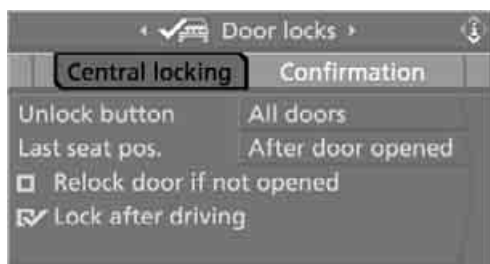 Door locks
Central locking Confirmation
Unlock button All doors
Last seat pos. After door opened
Relock door if not opened
Lock after driving